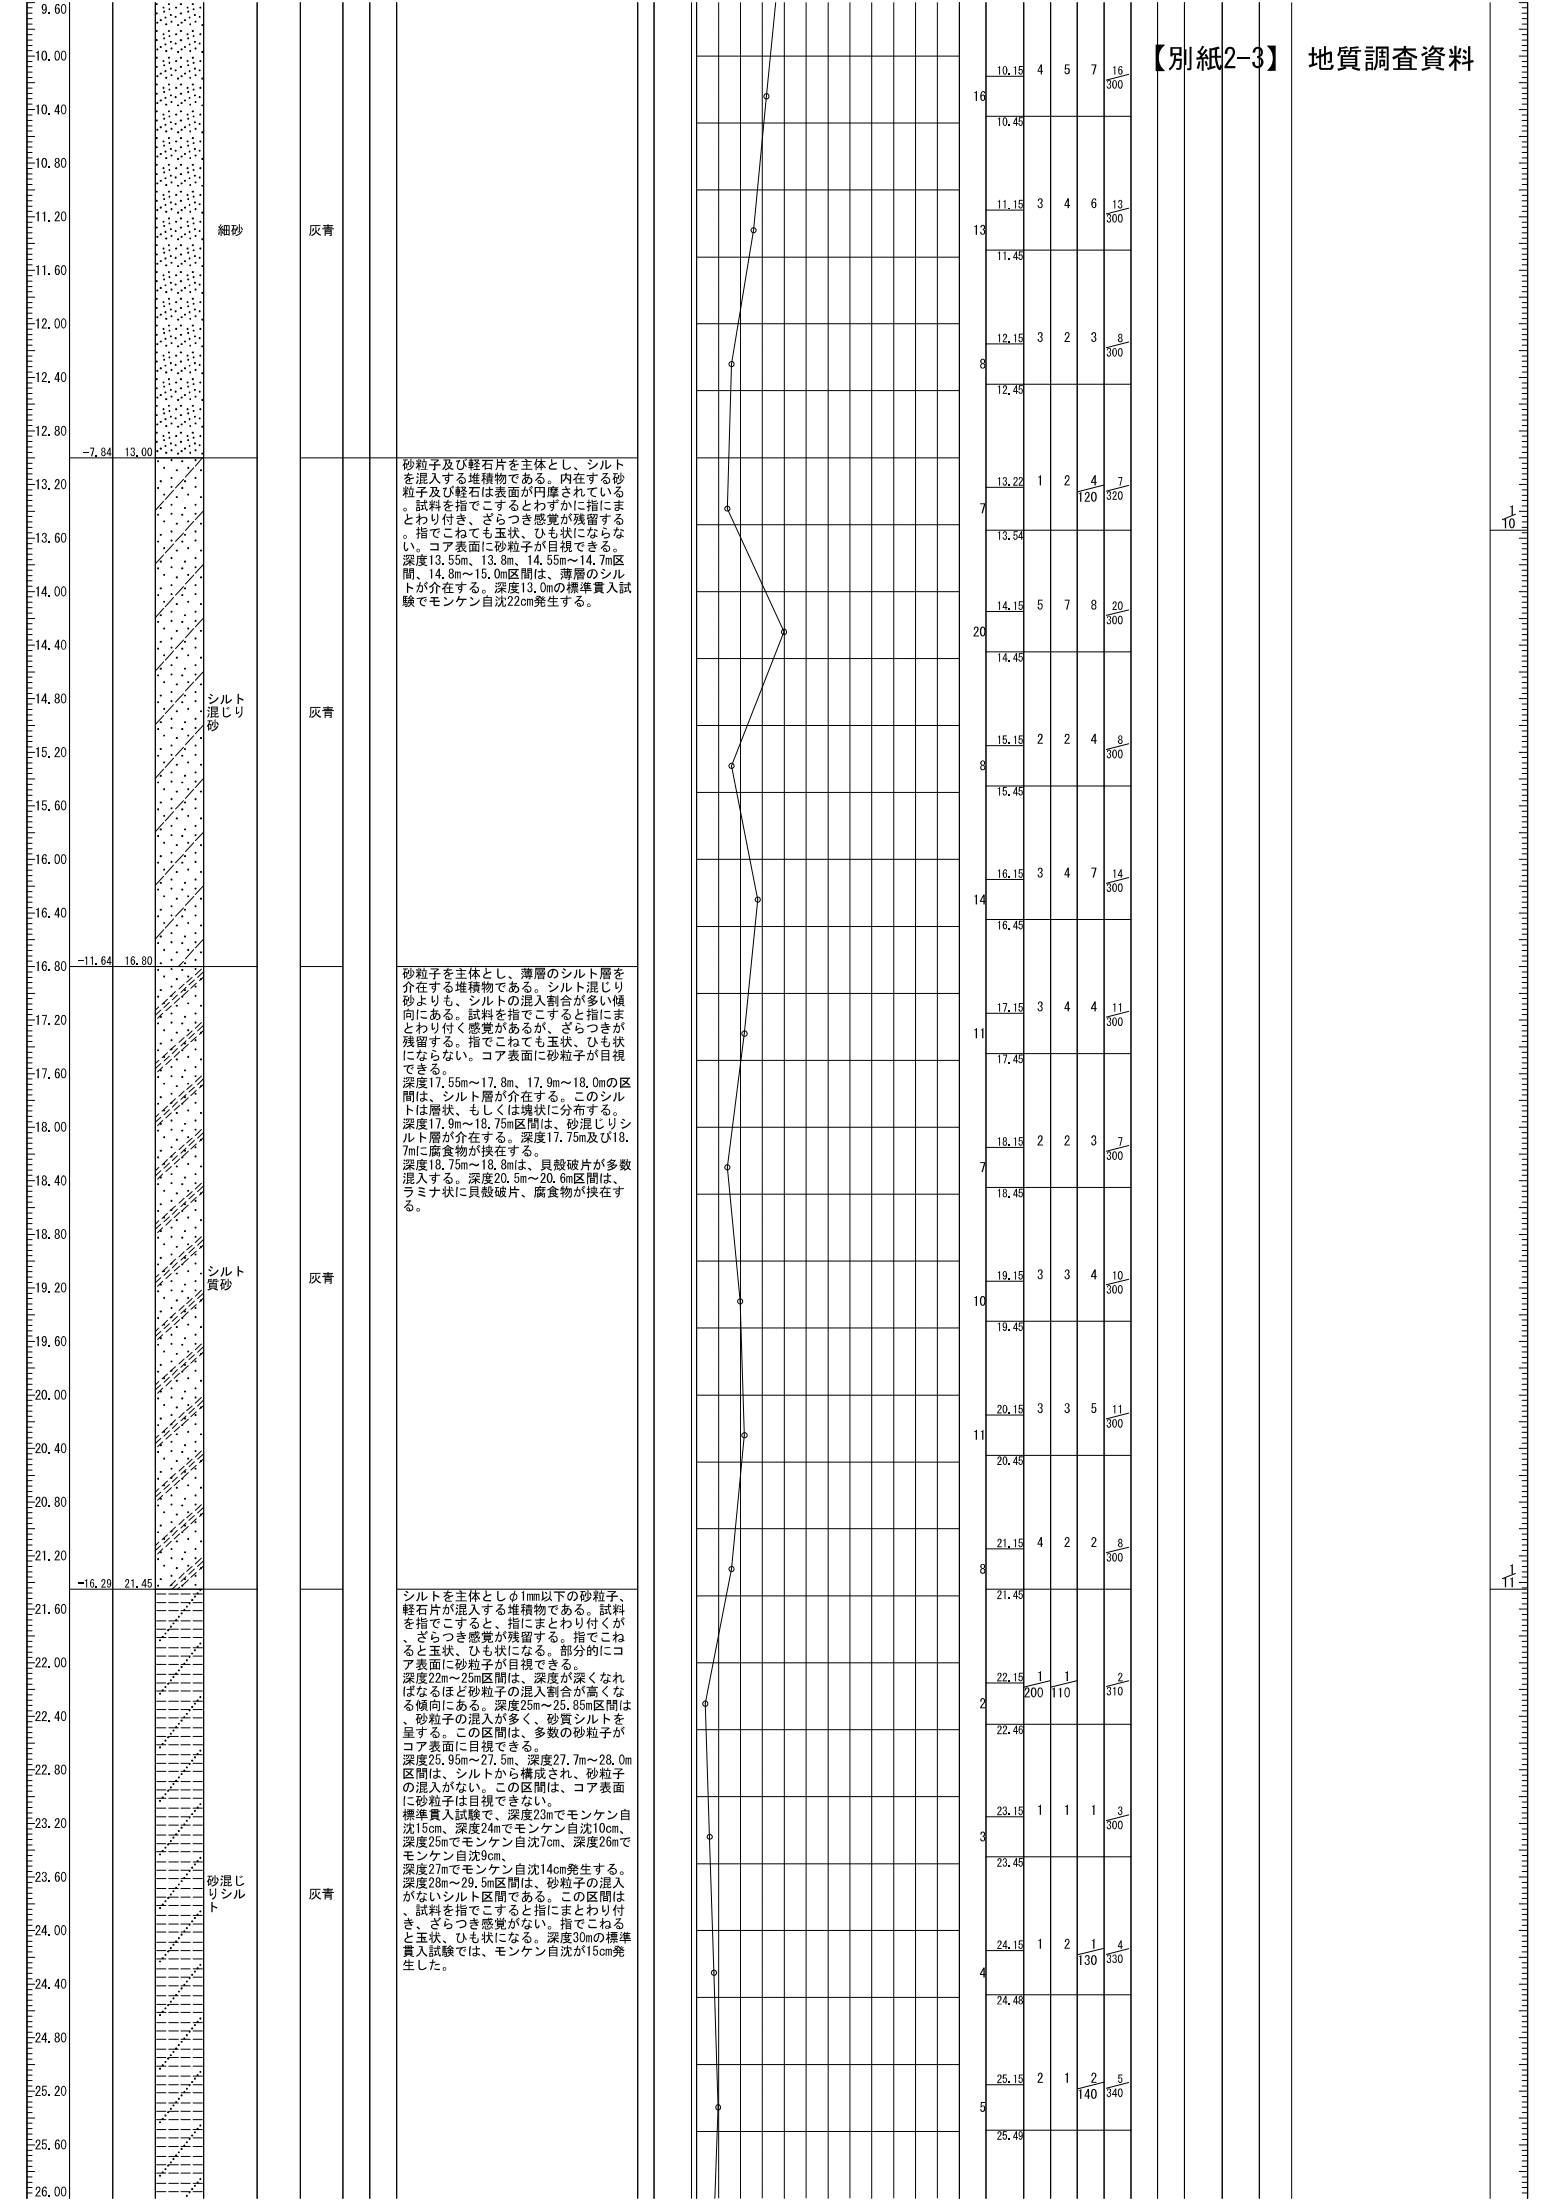 【別紙2-3】 地質調査資料
9.60
10.00
10.40
10.80
11.20
11.60
12.00
12.40
12.80
13.20
13.60
14.00
14.40
14.80
15.20
15.60
16.00
16.40
16.80
17.20
17.60
18.00
18.40
18.80
19.20
19.60
20.00
20.40
20.80
21.20
21.60
22.00
22.40
22.80
23.20
23.60
24.00
24.40
24.80
25.20
25.60
26.00
-7.84 13.00
-11.64 16.80
-16.29 21.45
細砂
灰青
シルト
混じり
砂
灰青
シルト
質砂
灰青
砂混じ
りシル
ト
灰青
砂粒子及び軽石片を主体とし、シルト
を混入する堆積物である。内在する砂
粒子及び軽石は表面が円摩されている
。試料を指でこするとわずかに指にま
とわり付き、ざらつき感覚が残留する
。指でこねても玉状、ひも状にならな
い。コア表面に砂粒子が目視できる。
深度13.55m、13.8m、14.55m～14.7m区
間、14.8m～15.0m区間は、薄層のシル
トが介在する。深度13.0mの標準貫入試
験でモンケン自沈22cm発生する。
砂粒子を主体とし、薄層のシルト層を
介在する堆積物である。シルト混じり
砂よりも、シルトの混入割合が多い傾
向にある。試料を指でこすると指にま
とわり付く感覚があるが、ざらつきが
残留する。指でこねても玉状、ひも状
にならない。コア表面に砂粒子が目視
できる。
深度17.55m～17.8m、17.9m～18.0mの区
間は、シルト層が介在する。このシル
トは層状、もしくは塊状に分布する。
深度17.9m～18.75m区間は、砂混じりシ
ルト層が介在する。深度17.75m及び18.
7mに腐食物が挟在する。
深度18.75m～18.8mは、貝殻破片が多数
混入する。深度20.5m～20.6m区間は、
ラミナ状に貝殻破片、腐食物が挟在す
る。
シルトを主体としφ1mm以下の砂粒子、
軽石片が混入する堆積物である。試料
を指でこすると、指にまとわり付くが
、ざらつき感覚が残留する。指でこね
ると玉状、ひも状になる。部分的にコ
ア表面に砂粒子が目視できる。
深度22m～25m区間は、深度が深くなれ
ばなるほど砂粒子の混入割合が高くな
る傾向にある。深度25m～25.85m区間は
、砂粒子の混入が多く、砂質シルトを
呈する。この区間は、多数の砂粒子が
コア表面に目視できる。
深度25.95m～27.5m、深度27.7m～28.0m
区間は、シルトから構成され、砂粒子
の混入がない。この区間は、コア表面
に砂粒子は目視できない。
標準貫入試験で、深度23mでモンケン自
沈15cm、深度24mでモンケン自沈10cm、
深度25mでモンケン自沈7cm、深度26mで
モンケン自沈9cm、
深度27mでモンケン自沈14cm発生する。
深度28m～29.5m区間は、砂粒子の混入
がないシルト区間である。この区間は
、試料を指でこすると指にまとわり付
き、ざらつき感覚がない。指でこねる
と玉状、ひも状になる。深度30mの標準
貫入試験では、モンケン自沈が15cm発
生した。
10.15 4 5 7 16
300
16
10.45
11.15 3 4 6 13
300
13
11.45
12.15 3 2 3 8
300
8
12.45
13.22 1 2 4 7
120 320
7
13.54
14.15 5 7 8 20
300
20
14.45
15.15 2 2 4 8
300
8
15.45
16.15 3 4 7 14
300
14
16.45
17.15 3 4 4 11
300
11
17.45
18.15 2 2 3 7
300
7
18.45
19.15 3 3 4 10
300
10
19.45
20.15 3 3 5 11
300
11
20.45
21.15 4 2 2 8
300
8
21.45
22.15 1 1 2
200 110 310
2
22.46
23.15 1 1 1 3
300
3
23.45
24.15 1 2 1 4
130 330
4
24.48
25.15 2 1 2 5
140 340
5
25.49
1
10
1
11